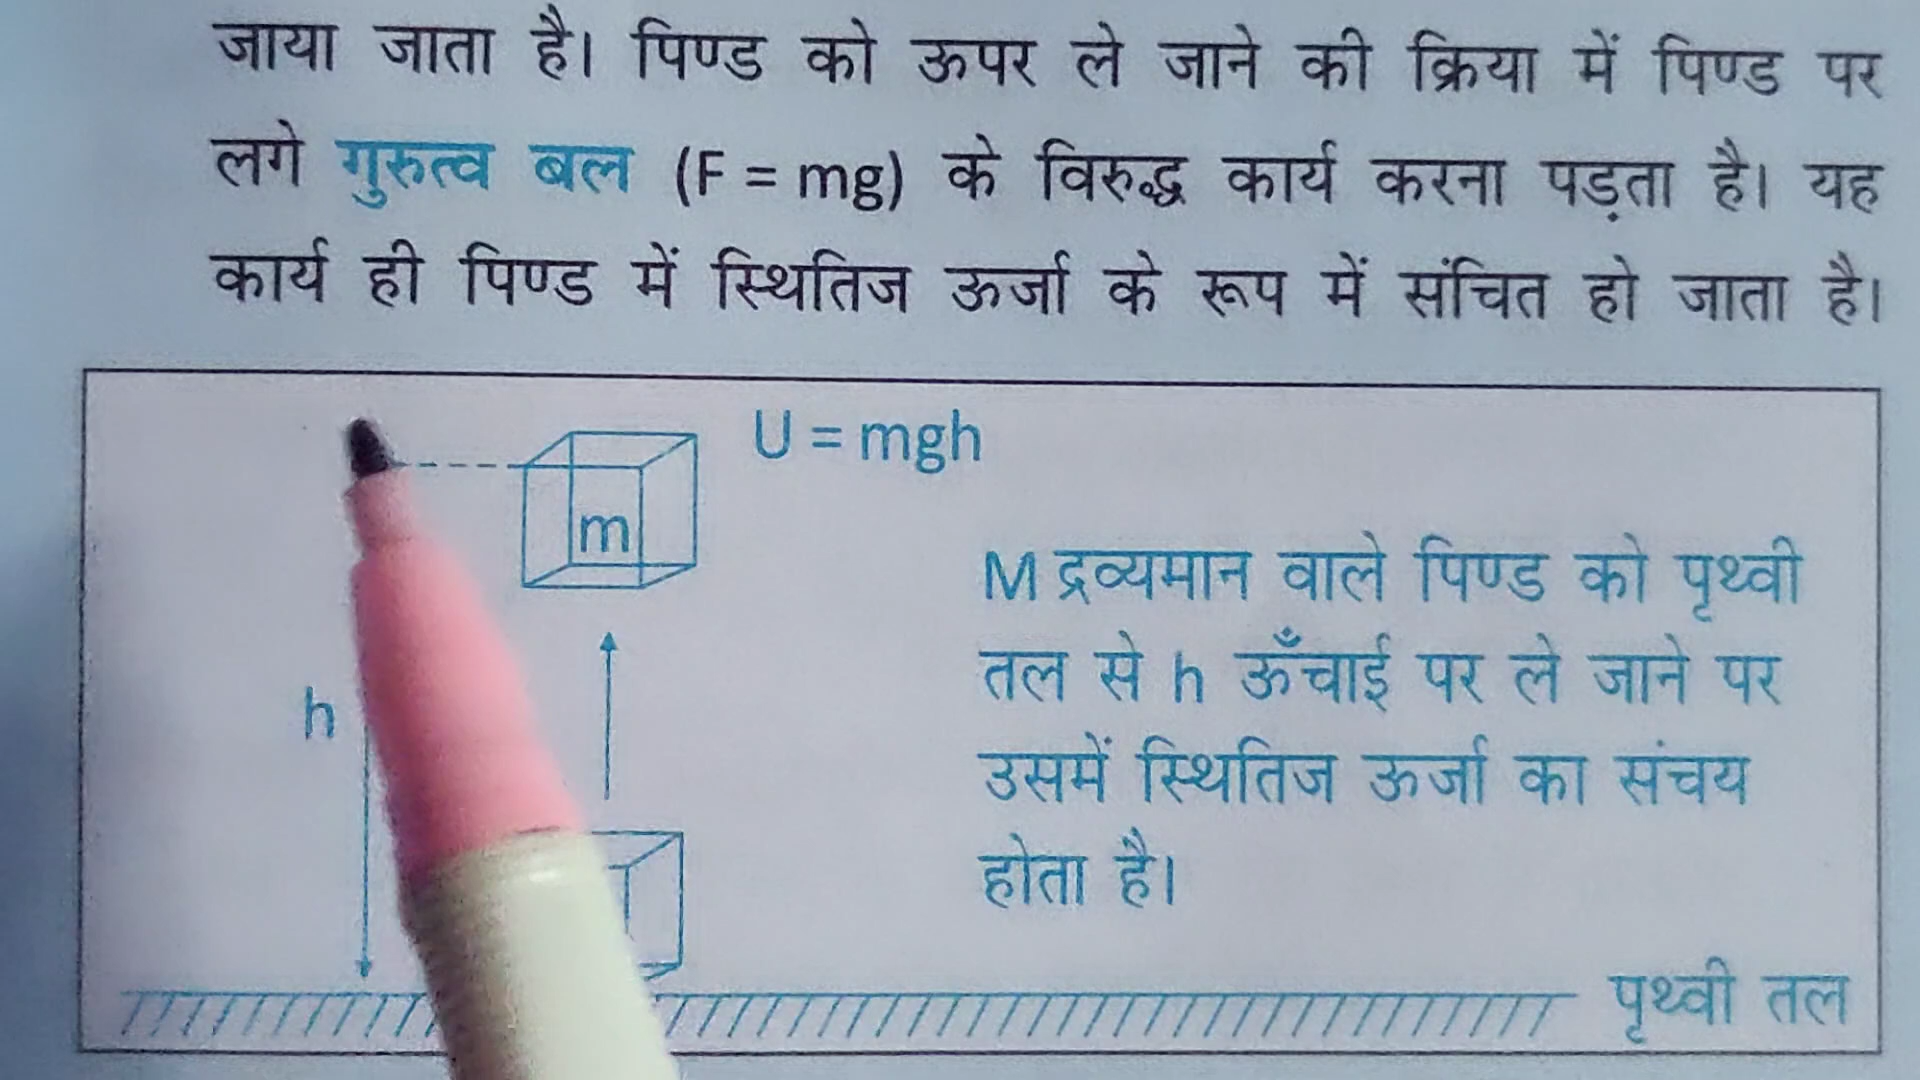 जाया जाता है। पिण्ड को ऊपर ले जाने की क्रिया में पिण्ड पर
लगे गुरुत्व बल (F = mg) के विरुद्ध कार्य करना पड़ता है। यह
कार्य ही पिण्ड में स्थितिज ऊर्जा के रूप में संचित हो जाता है।
U = mgh
m
M द्रव्यमान वाले पिण्ड को पृथ्वी
तल से h ऊँचाई पर ले जाने पर
h
उसमें स्थितिज ऊर्जा का संचय
होता है।
पृथ्वी तल